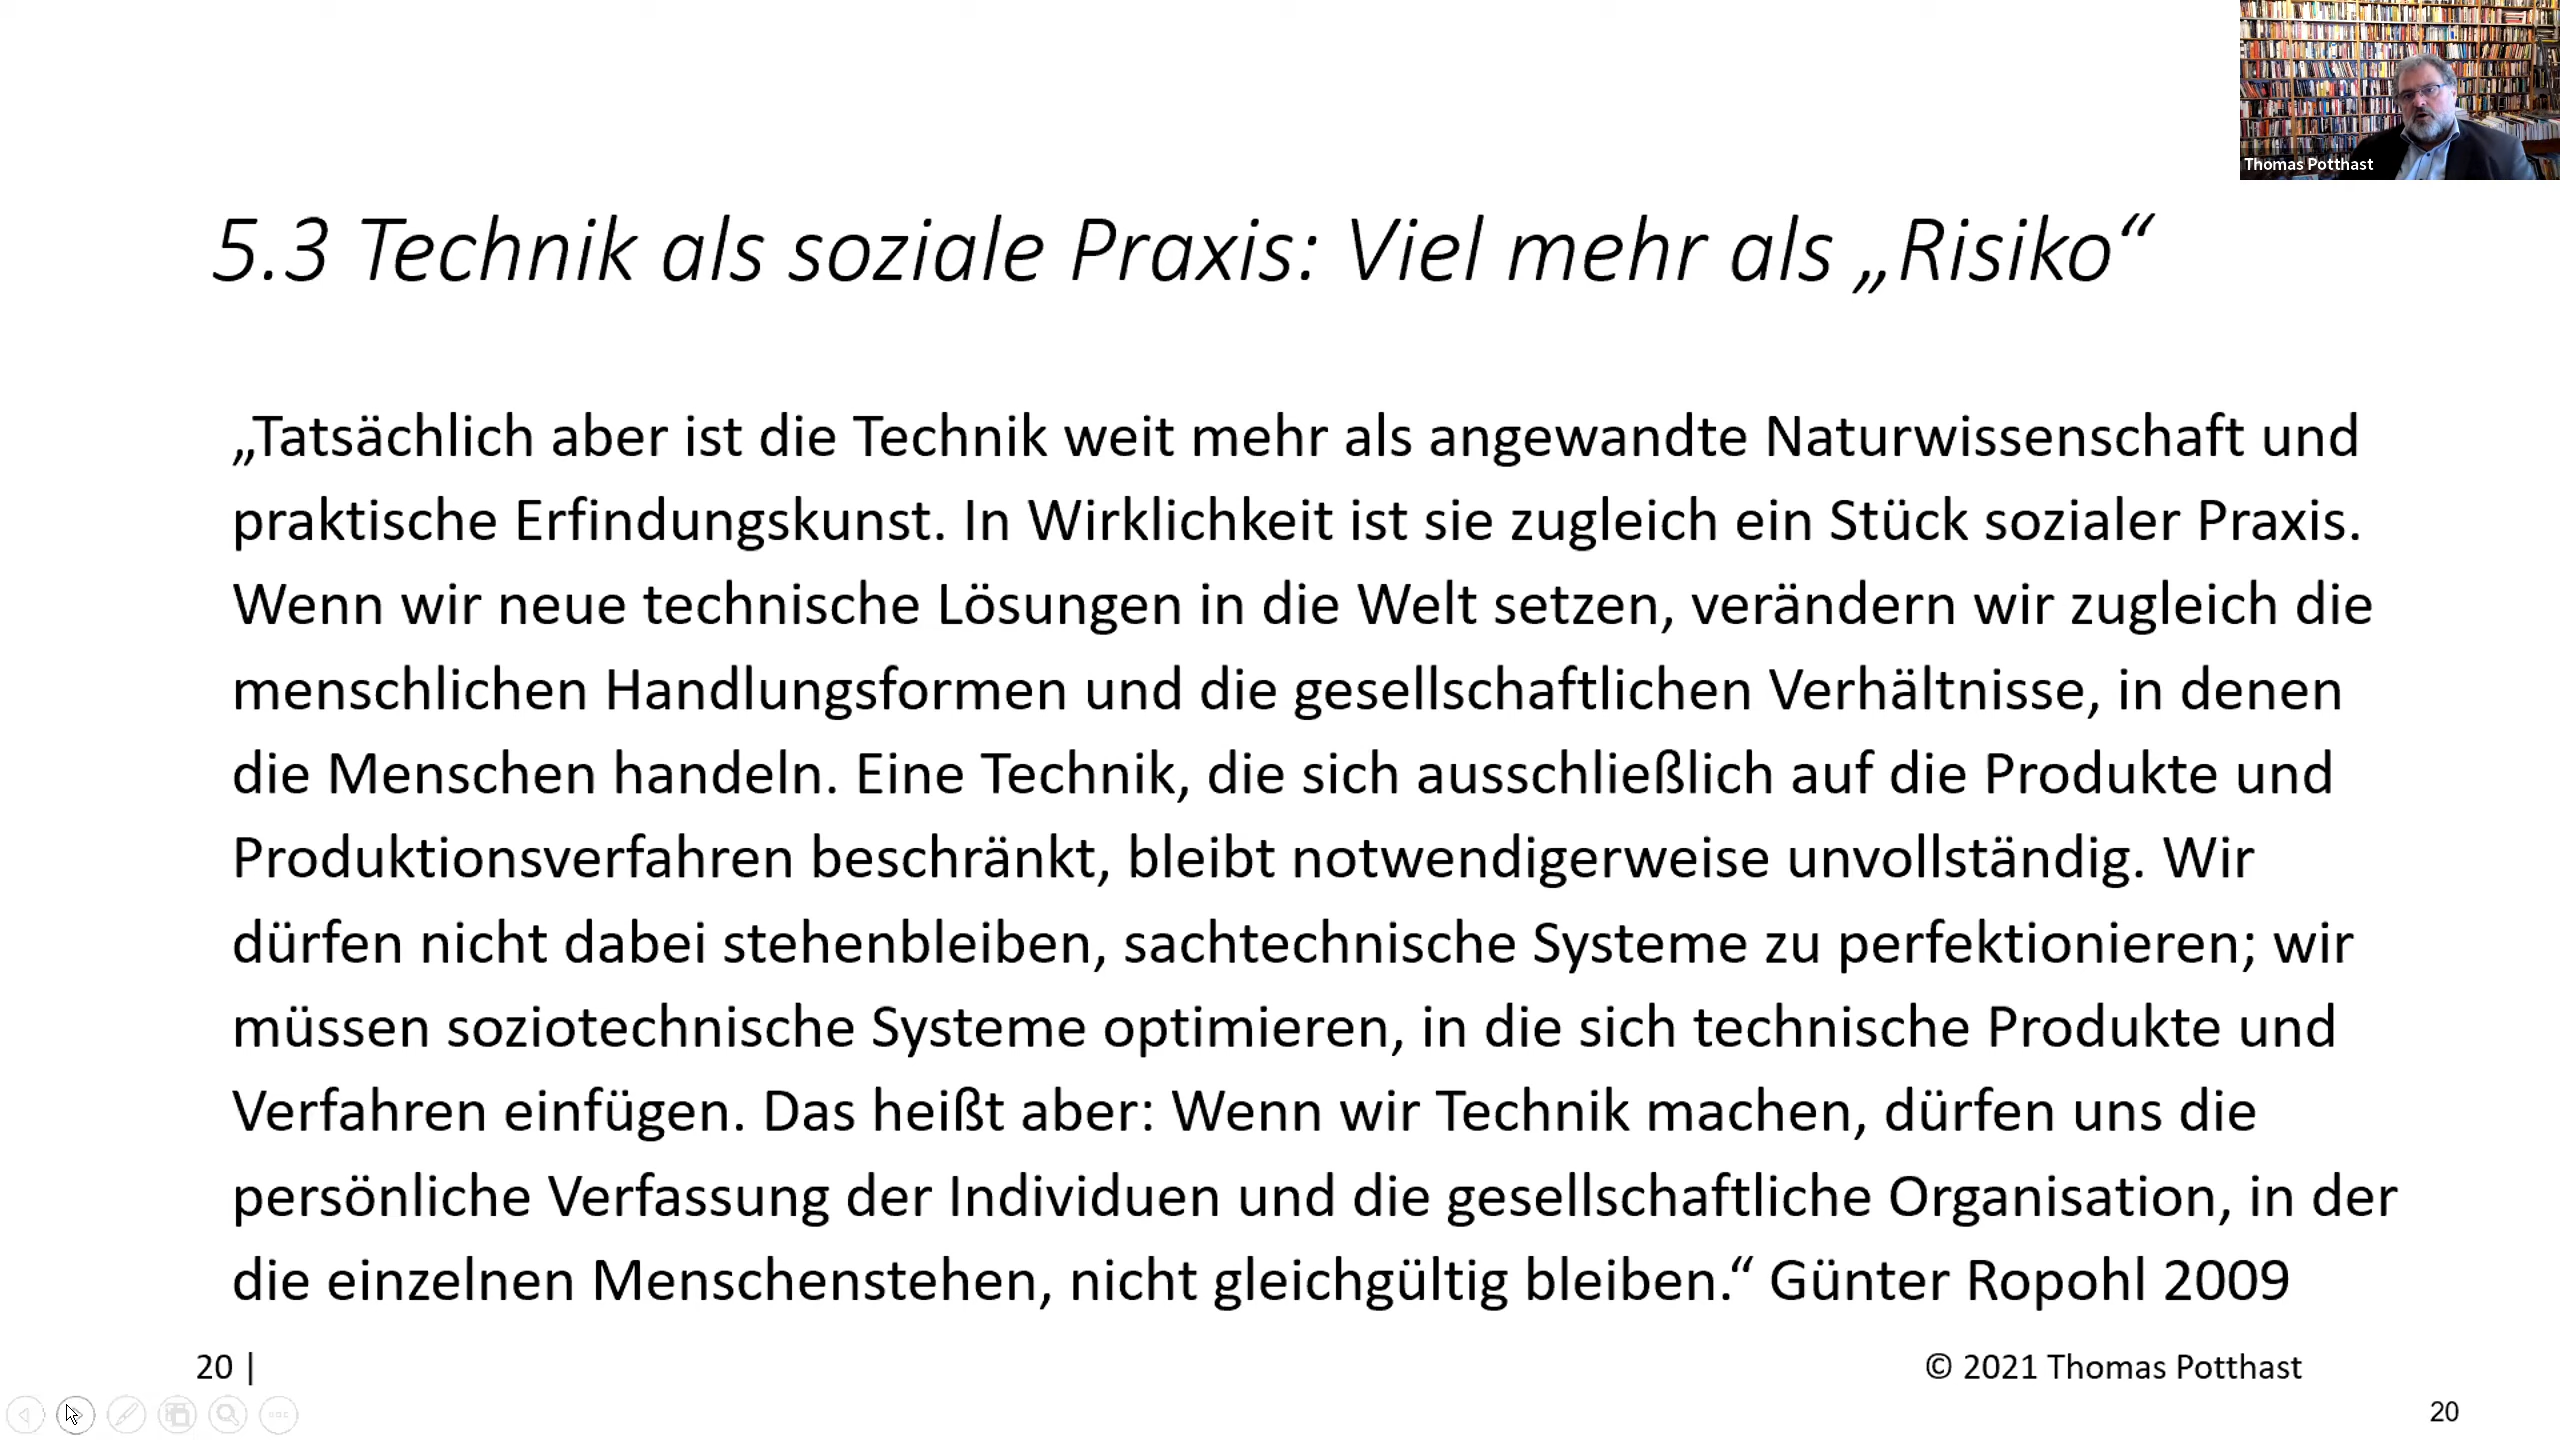 Thomas Potthast
5.3 Technik als soziale Praxis: Viel mehr als „Risiko“
„Tatsächlich aber ist die Technik weit mehr als angewandte Naturwissenschaft und
praktische Erfindungskunst. In Wirklichkeit ist sie zugleich ein Stück sozialer Praxis.
Wenn wir neue technische Lösungen in die Welt setzen, verändern wir zugleich die
menschlichen Handlungsformen und die gesellschaftlichen Verhältnisse, in denen
die Menschen handeln. Eine Technik, die sich ausschließlich auf die Produkte und
Produktionsverfahren beschränkt, bleibt notwendigerweise unvollständig. Wir
dürfen nicht dabei stehenbleiben, sachtechnische Systeme zu perfektionieren; wir
müssen soziotechnische Systeme optimieren, in die sich technische Produkte und
Verfahren einfügen. Das heißt aber: Wenn wir Technik machen, dürfen uns die
persönliche Verfassung der Individuen und die gesellschaftliche Organisation, in der
die einzelnen Menschenstehen, nicht gleichgültig bleiben.“ Günter Ropohl 2009
20 |
© 2021 Thomas Potthast
20